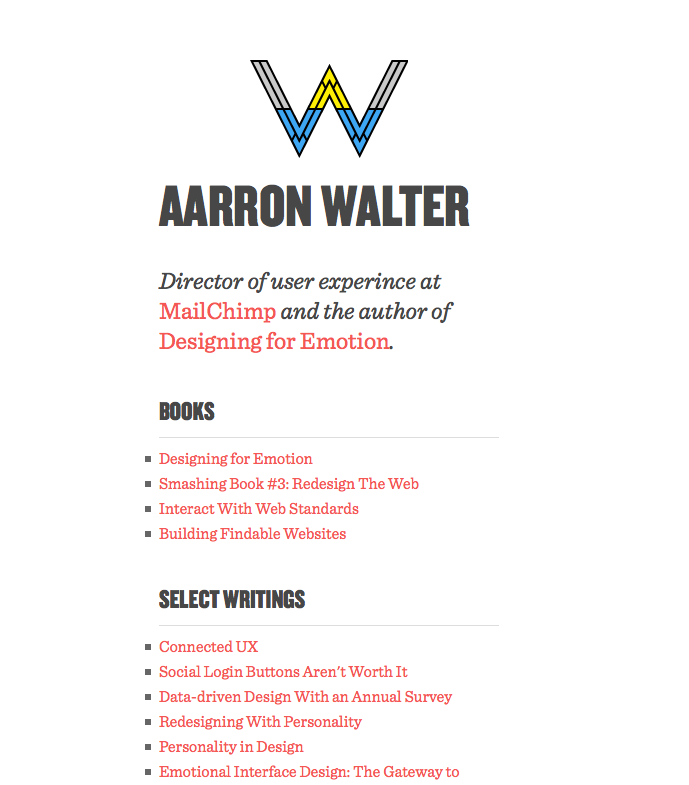 AARRON WALTER
Director of user experince at
MailChimp and the author of
Designing for Emotion.
BOOKS
Designing for Emotion
Smashing Book #3: Redesign The Web
Interact With Web Standards
Building Findable Websites
SELECT WRITINGS
Connected UX
Social Login Buttons Aren't Worth It
Data-driven Design With an Annual Survey
Redesigning With Personality
Personality in Design
Emotional Interface Design: The Gateway to